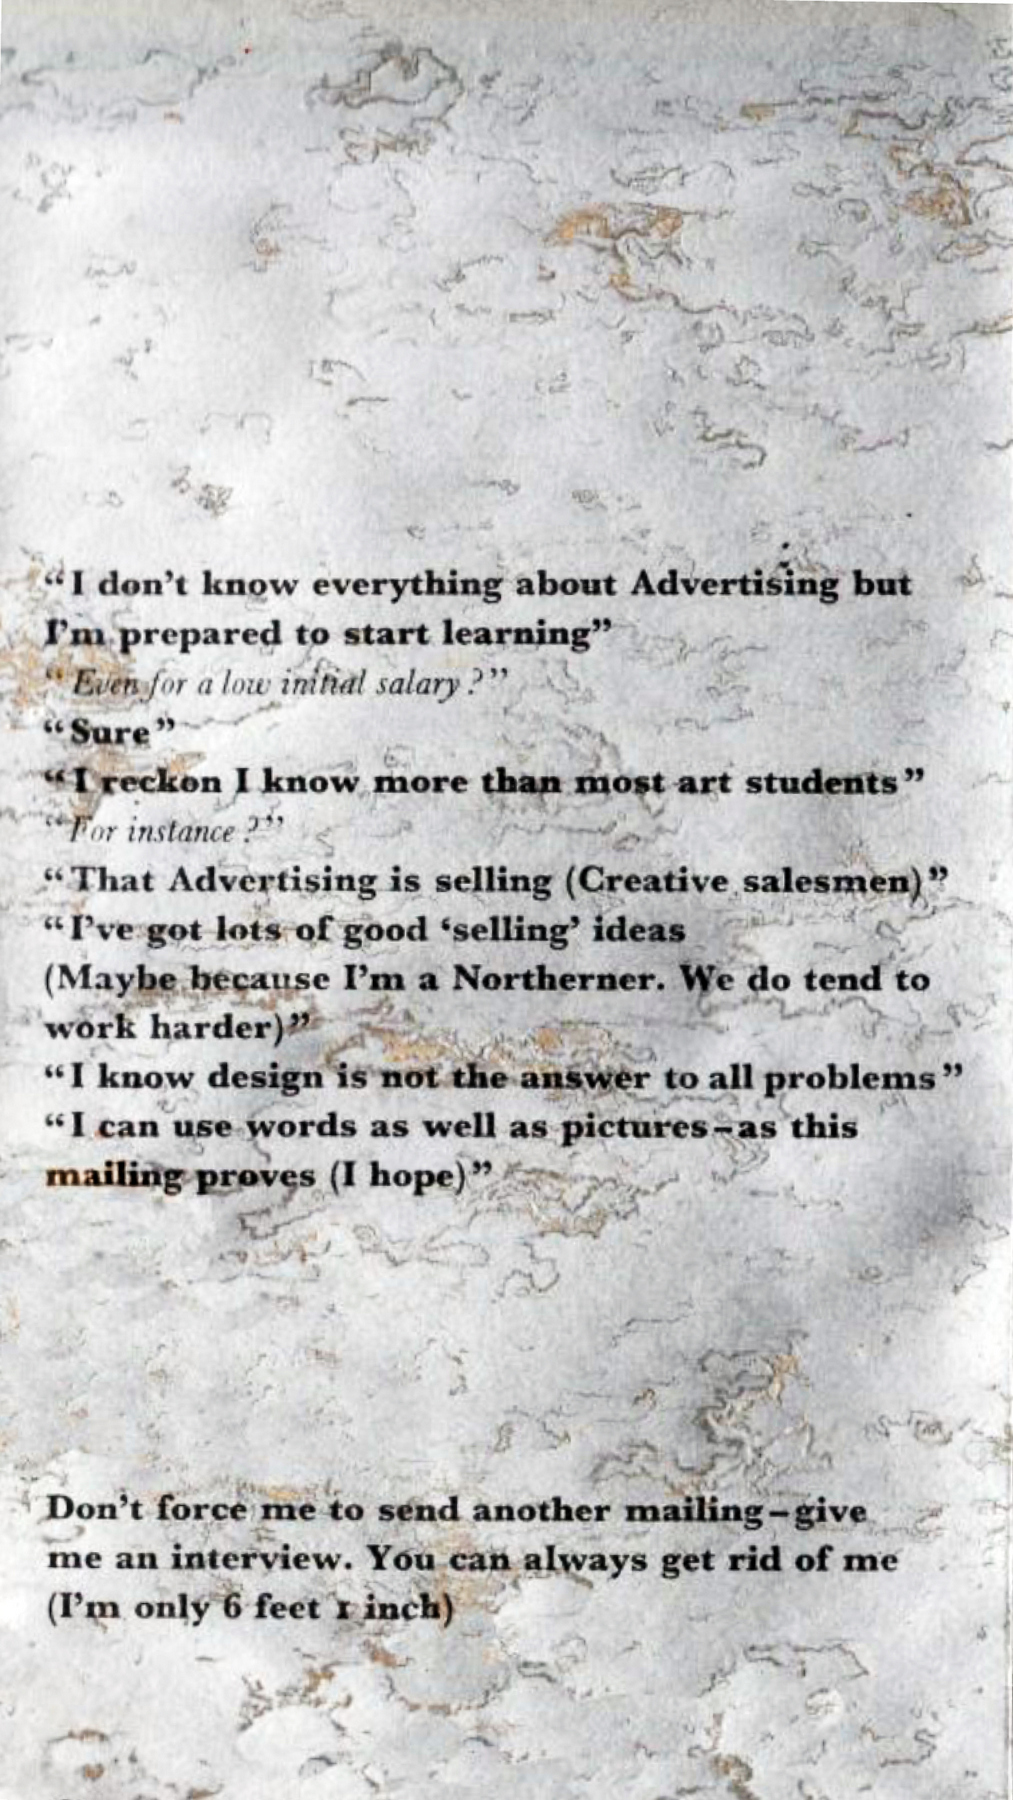 “I don’t know everything about Advertising but
I’m prepared to start learning”
“Even for a low initial salary?”
“Sure”
“I reckon I know more than most art students”
“For instance?”
“That Advertising is selling (Creative salesmen)”
“I’ve got lots of good ‘selling’ ideas
(Maybe because I’m a Northerner. We do tend to
work harder)”
“I know design is not the answer to all problems”
“I can use words as well as pictures–as this
mailing proves (I hope)”
Don’t force me to send another mailing–give
me an interview. You can always get rid of me
(I’m only 6 feet 1 inch)